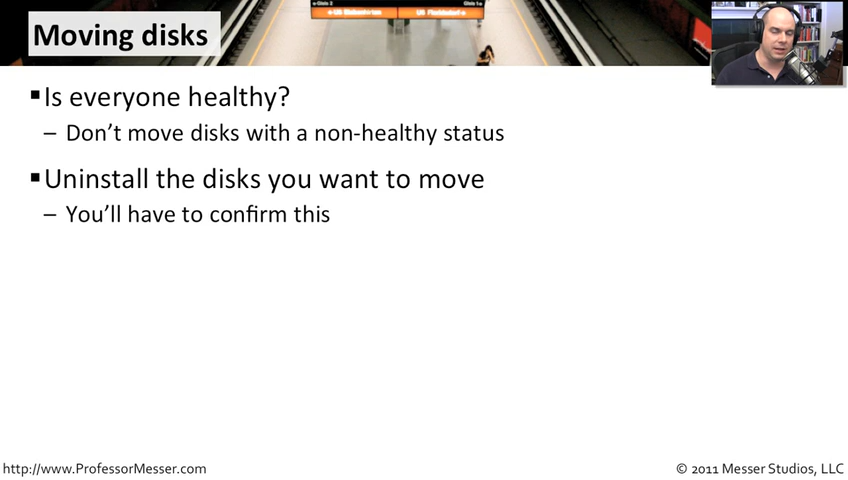 Moving disks
▪Is everyone healthy?
– Don't move disks with a non-healthy status
▪Uninstall the disks you want to move
– You'll have to confirm this
http://www.ProfessorMesser.com
© 2011 Messer Studios, LLC